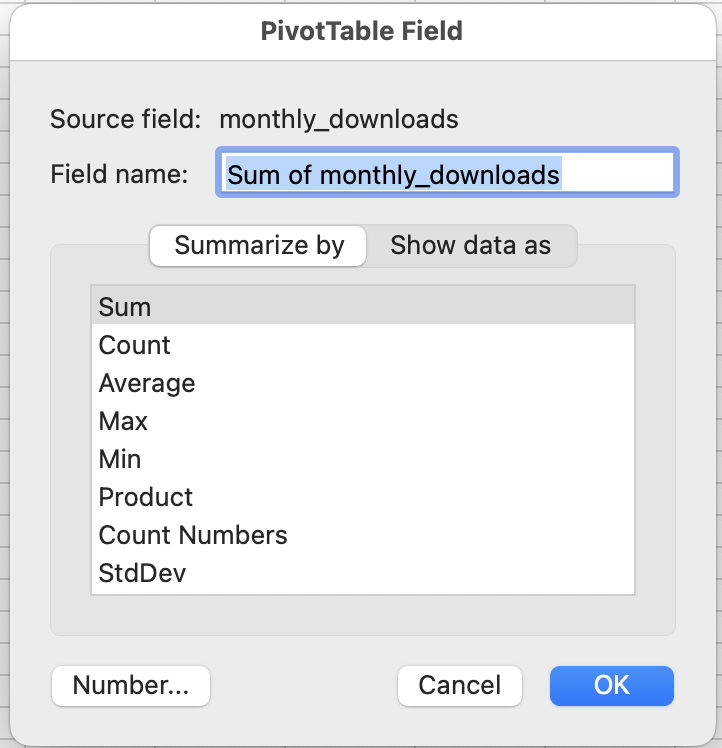 PivotTable Field
Source field: monthly_downloads
Field name: Sum of monthly_downloads
Summarize by Show data as
Sum
Count
Average
Max
Min
Product
Count Numbers
StdDev
Number... Cancel OK